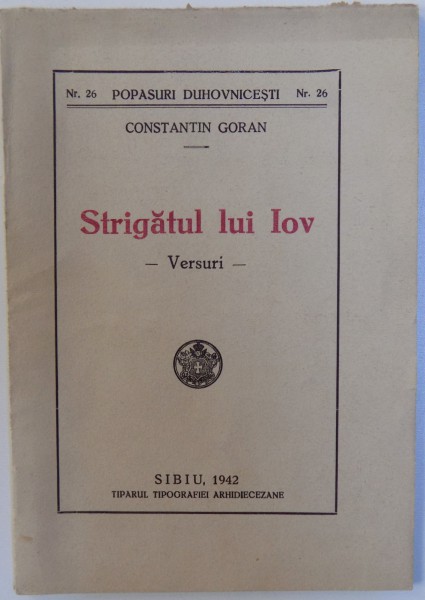 Nr. 26 POPASURI DUHOVNICEȘTI Nr. 26
CONSTANTIN GORAN
Strigătul lui Iov
— Versuri —
SIBIU, 1942
TIPARUL TIPOGRAFIEI ARHIDIECEZANE